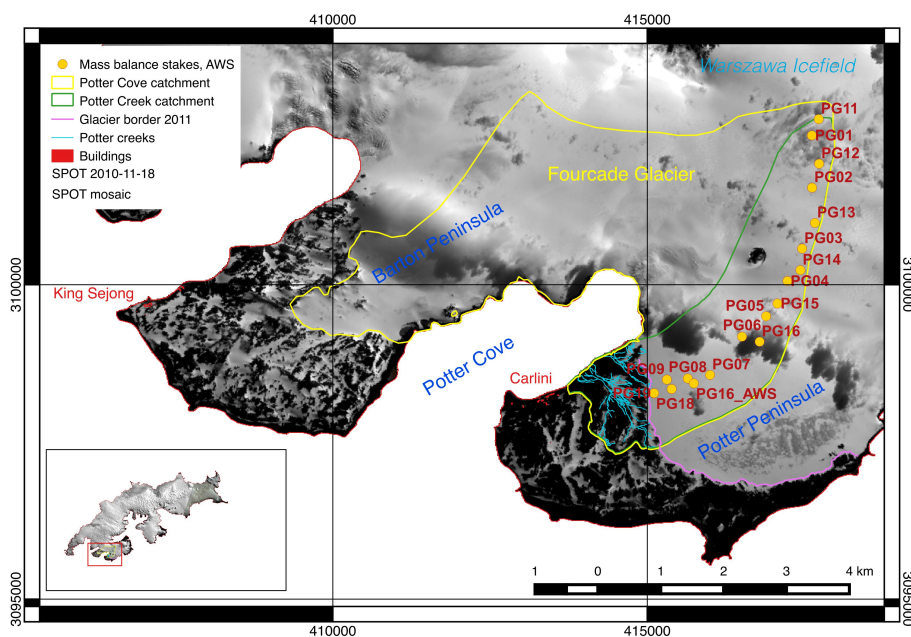 410000
415000
Mass balance stakes, AWS
Potter Cove catchment
Potter Creek catchment
Glacier border 2011
Potter creeks
Buildings
SPOT 2010-11-18
SPOT mosaic
Warszawa Icefield
PG11
PG01
PG12
PG02
Fourcade Glacier
PG13
Barton Peninsula
PG03
PG14
3100000
3100000
PG04
King Sejong
PG15
PG05
PG06
PG16
Potter Cove
PG09
PG08
PG07
Carlini
PG16_AWS
PG18
Potter Peninsula
1
0
1
2
3
4 km
3095000
3095000
410000
415000